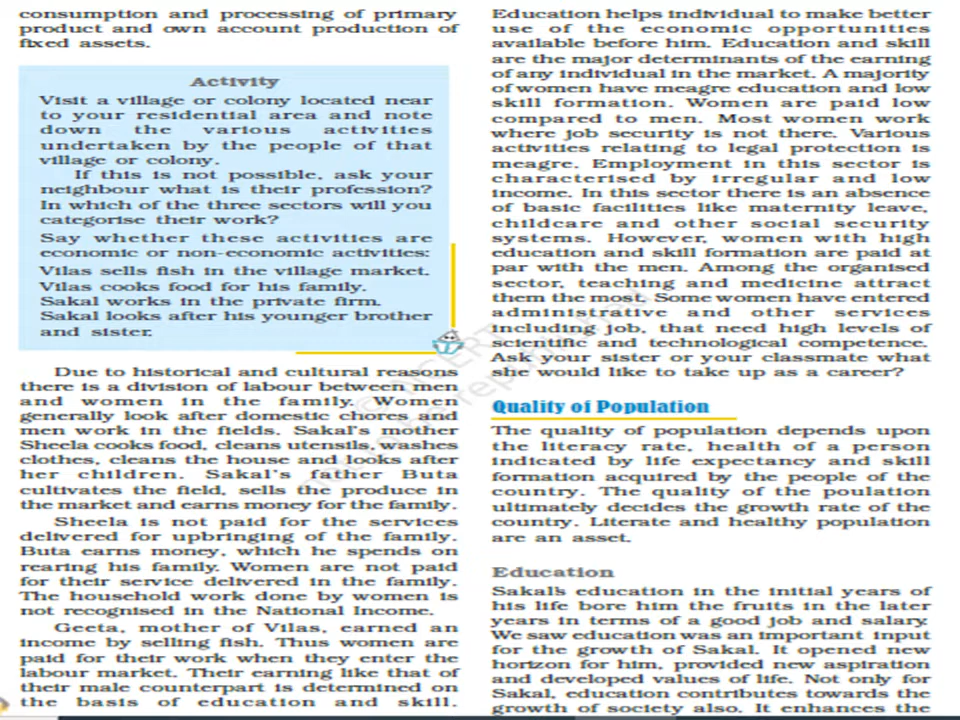 consumption and processing of primary
product and own account production of
fixed assets.
Activity
Visit a village or colony located near
to your residential area and note
down the various activities
undertaken by the people of that
village or colony.
If this is not possible, ask your
neighbour what is their profession?
In which of the three sectors will you
categorise their work?
Say whether these activities are
economic or non-economic activities:
Vilas sells fish in the village market.
Vilas cooks food for his family.
Sakal works in the private firm.
Sakal looks after his younger brother
and sister.
Due to historical and cultural reasons
there is a division of labour between men
and women in the family. Women
generally look after domestic chores and
men work in the fields. Sakal's mother
Sheela cooks food, cleans utensils, washes
clothes, cleans the house and looks after
her children. Sakal's father Buta
cultivates the field, sells the produce in
the market and earns money for the family.
Sheela is not paid for the services
delivered for upbringing of the family.
Buta earns money, which he spends on
rearing his family. Women are not paid
for their service delivered in the family.
The household work done by women is
not recognised in the National Income.
Geeta, mother of Vilas, earned an
income by selling fish. Thus women are
paid for their work when they enter the
labour market. Their earning like that of
their male counterpart is determined on
the basis of education and skill.
Education helps individual to make better
use of the economic opportunities
available before him. Education and skill
are the major determinants of the earning
of any individual in the market. A majority
of women have meagre education and low
skill formation. Women are paid low
compared to men. Most women work
where job security is not there. Various
activities relating to legal protection is
meagre. Employment in this sector is
characterised by irregular and low
income. In this sector there is an absence
of basic facilities like maternity leave,
childcare and other social security
systems. However, women with high
education and skill formation are paid at
par with the men. Among the organised
sector, teaching and medicine attract
them the most. Some women have entered
administrative and other services
including job, that need high levels of
scientific and technological competence.
Ask your sister or your classmate what
she would like to take up as a career?
Quality of Population
The quality of population depends upon
the literacy rate, health of a person
indicated by life expectancy and skill
formation acquired by the people of the
country. The quality of the poulation
ultimately decides the growth rate of the
country. Literate and healthy population
are an asset.
Education
Sakal's education in the initial years of
his life bore him the fruits in the later
years in terms of a good job and salary.
We saw education was an important input
for the growth of Sakal. It opened new
horizon for him, provided new aspiration
and developed values of life. Not only for
Sakal, education contributes towards the
growth of society also. It enhances the